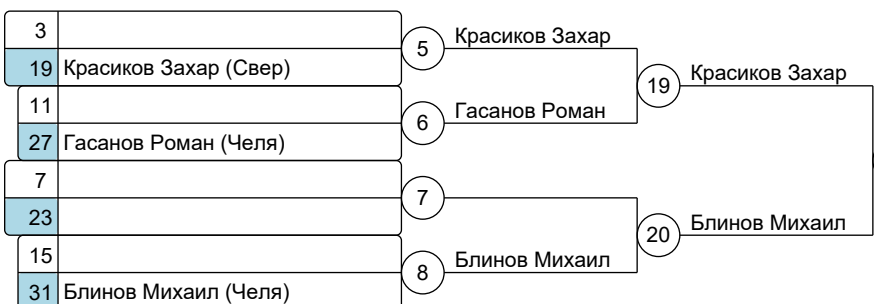 3
19 Красиков Захар (Свер)
11
27 Гасанов Роман (Челя)
7
23
15
31 Блинов Михаил (Челя)
5 Красиков Захар
6 Гасанов Роман
7
8 Блинов Михаил
19 Красиков Захар
20 Блинов Михаил